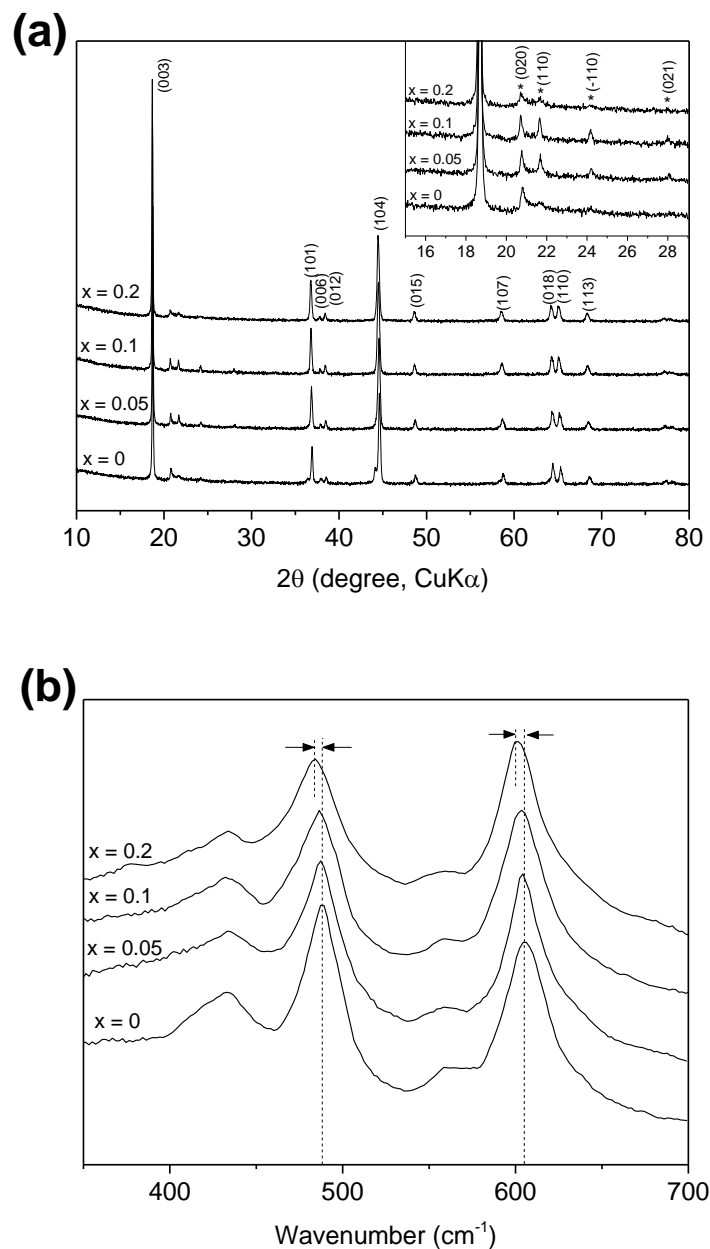 (a)
(003)
(101)
(006)
(012)
(104)
(015)
(107)
(018)
(110)
(113)
x = 0.2
x = 0.1
x = 0.05
x = 0
* (020)
* (110)
* (-110)
* (021)
x = 0.2
x = 0.1
x = 0.05
x = 0
16 18 20 22 24 26 28
10 20 30 40 50 60 70 80
2θ (degree, CuKα)
(b)
x = 0.2
x = 0.1
x = 0.05
x = 0
400 500 600 700
Wavenumber (cm⁻¹)